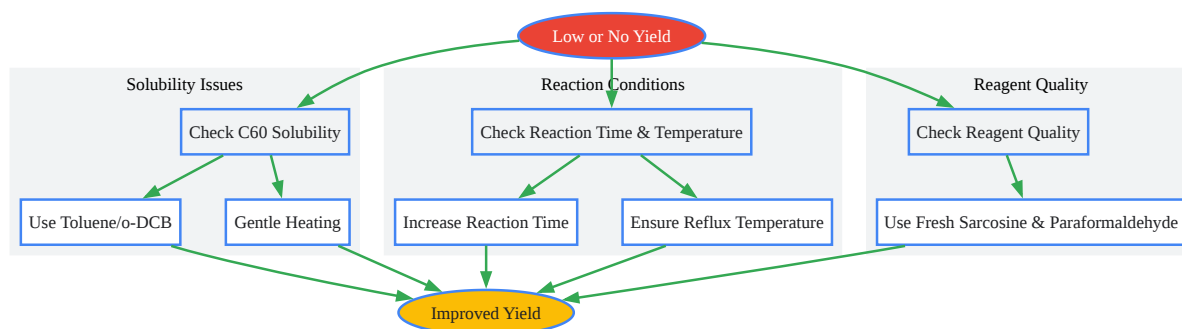 Low or No Yield
Solubility Issues
Reaction Conditions
Reagent Quality
Check C60 Solubility
Check Reaction Time & Temperature
Check Reagent Quality
Use Toluene/o-DCB
Gentle Heating
Increase Reaction Time
Ensure Reflux Temperature
Use Fresh Sarcosine & Paraformaldehyde
Improved Yield